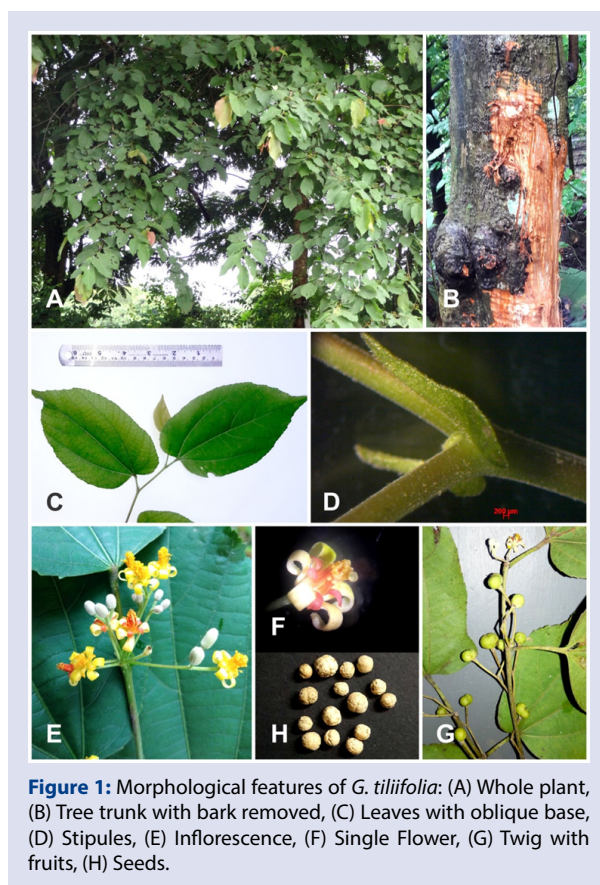 A
B
C
D
200 µm
E
F
H
G
Figure 1: Morphological features of G. tiliifolia: (A) Whole plant,
(B) Tree trunk with bark removed, (C) Leaves with oblique base,
(D) Stipules, (E) Inflorescence, (F) Single Flower, (G) Twig with
fruits, (H) Seeds.